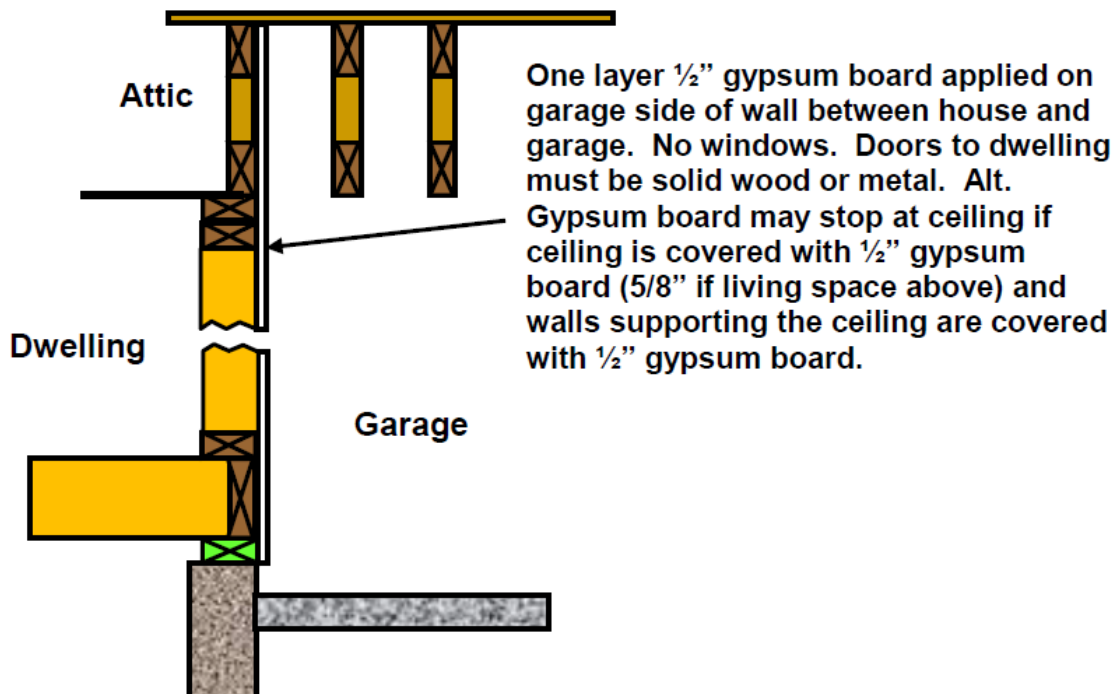 Attic
One layer ½” gypsum board applied on
garage side of wall between house and
garage.  No windows.  Doors to dwelling
must be solid wood or metal.  Alt.
Gypsum board may stop at ceiling if
ceiling is covered with ½” gypsum
board (5/8” if living space above) and
walls supporting the ceiling are covered
with ½” gypsum board.
Dwelling
Garage